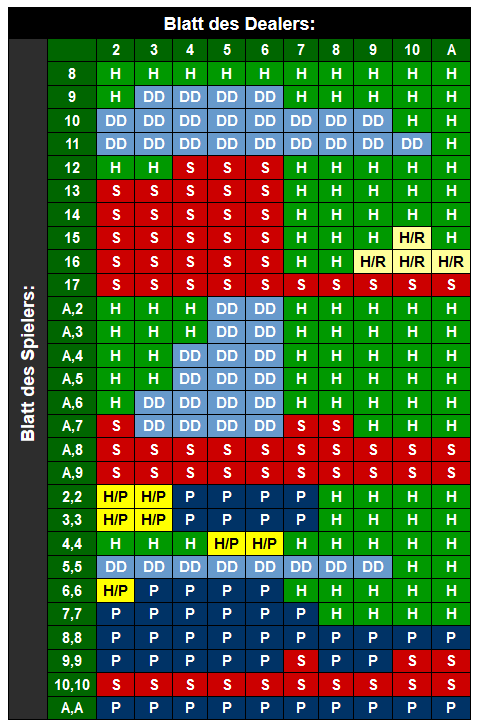 Blatt des Dealers:
Blatt des Spielers:
2 3 4 5 6 7 8 9 10 A
8 H H H H H H H H H H
9 H DD DD DD DD H H H H H
10 DD DD DD DD DD DD DD DD H H
11 DD DD DD DD DD DD DD DD DD H
12 H H S S S H H H H H
13 S S S S S H H H H H
14 S S S S S H H H H H
15 S S S S S H H H H/R H
16 S S S S S H H H/R H/R H/R
17 S S S S S S S S S S
A,2 H H H DD DD H H H H H
A,3 H H H DD DD H H H H H
A,4 H H DD DD DD H H H H H
A,5 H H DD DD DD H H H H H
A,6 H DD DD DD DD H H H H H
A,7 S DD DD DD DD S S H H H
A,8 S S S S S S S S S S
A,9 S S S S S S S S S S
2,2 H/P H/P P P P P H H H H
3,3 H/P H/P P P P P H H H H
4,4 H H H H/P H/P H H H H H
5,5 DD DD DD DD DD DD DD DD H H
6,6 H/P P P P P H H H H H
7,7 P P P P P P H H H H
8,8 P P P P P P P P P P
9,9 P P P P P S P P S S
10,10 S S S S S S S S S S
A,A P P P P P P P P P P